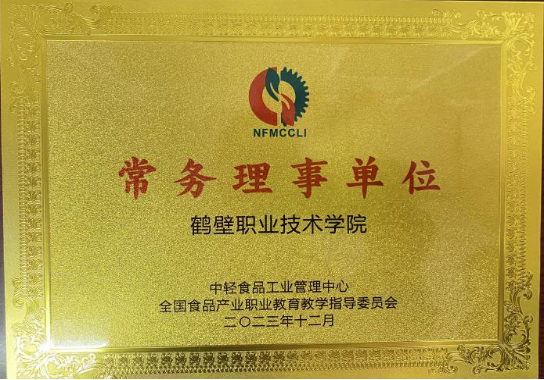 NFMCCLI
常务理事单位
鹤壁职业技术学院
中轻食品工业管理中心
全国食品产业职业教育教学指导委员会
二〇二三年十二月